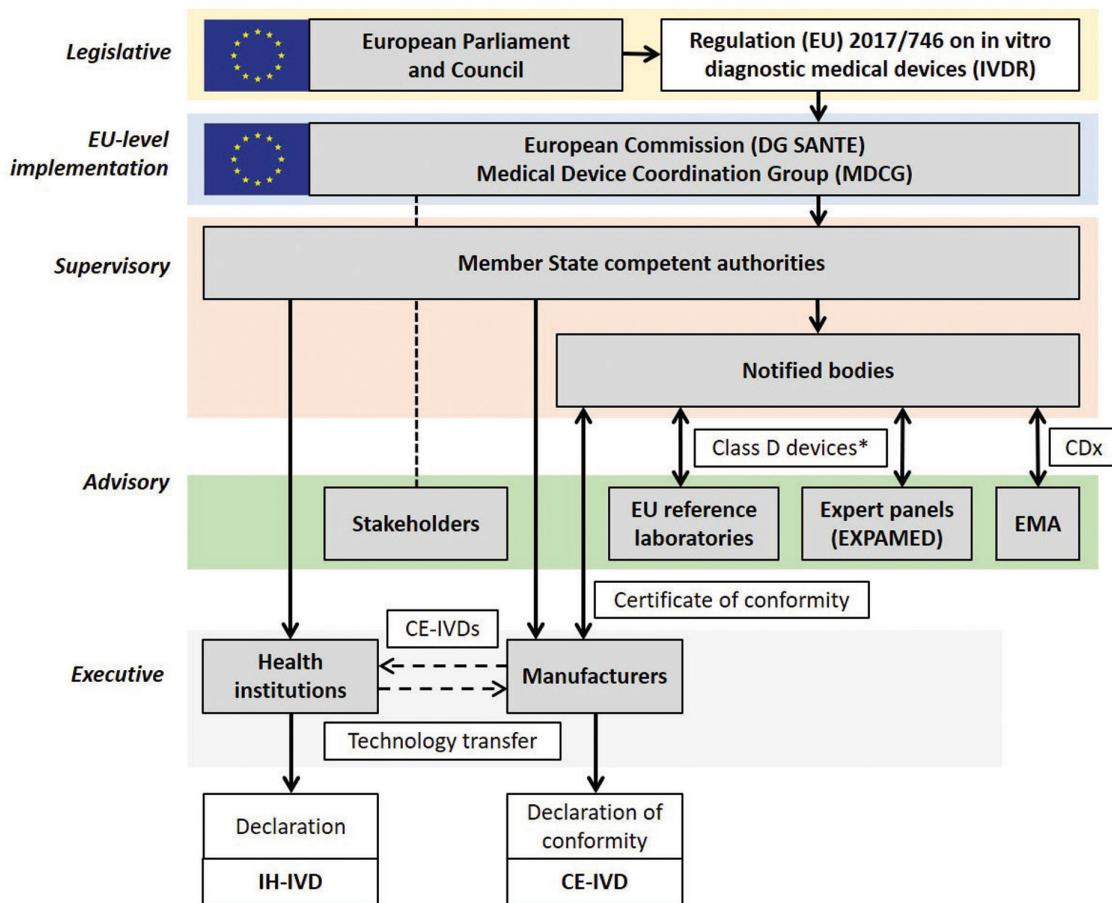 Legislative
European Parliament
and Council
Regulation (EU) 2017/746 on in vitro
diagnostic medical devices (IVDR)
EU-level
implementation
European Commission (DG SANTE)
Medical Device Coordination Group (MDCG)
Supervisory
Member State competent authorities
Notified bodies
Class D devices*
CDx
Advisory
Stakeholders
EU reference
laboratories
Expert panels
(EXPAMED)
EMA
Certificate of conformity
CE-IVDs
Executive
Health
institutions
Manufacturers
Technology transfer
Declaration
IH-IVD
Declaration of
conformity
CE-IVD